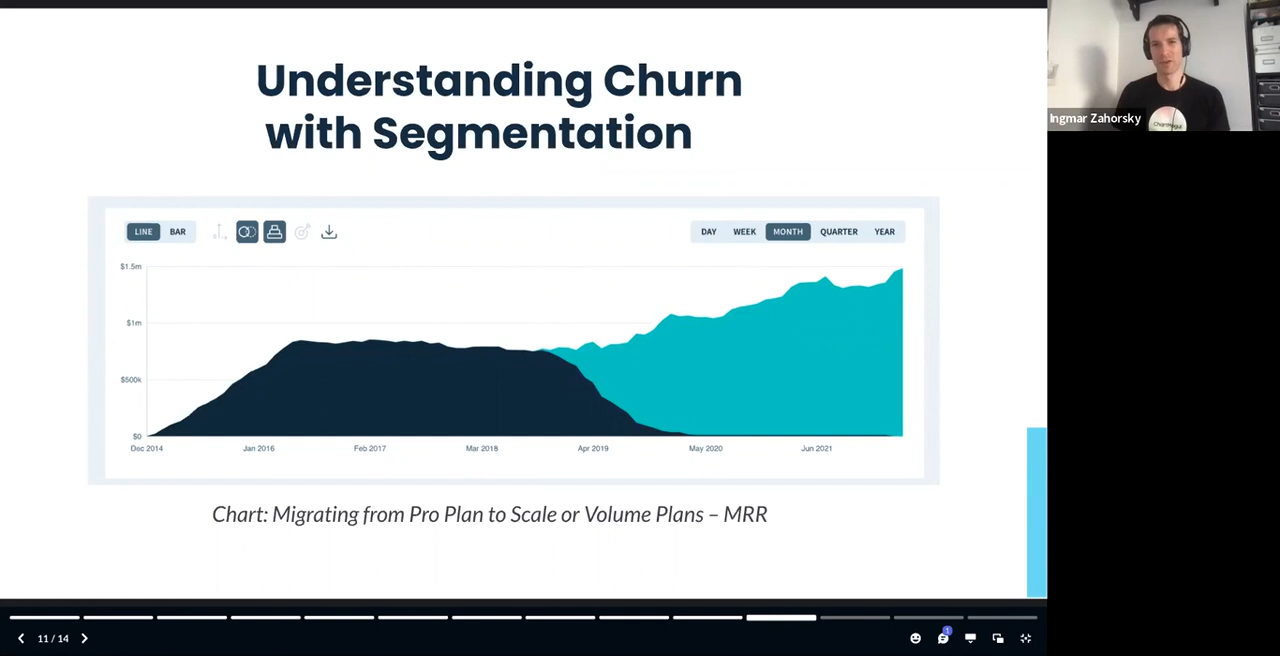 Understanding Churn
with Segmentation
LINE BAR
DAY WEEK MONTH QUARTER YEAR
$1.5m
$1m
$500k
$0
Dec 2014 Jan 2016 Feb 2017 Mar 2018 Apr 2019 May 2020 Jun 2021
Chart: Migrating from Pro Plan to Scale or Volume Plans – MRR
11 / 14
1
Ingmar Zahorsky
ChartMogul